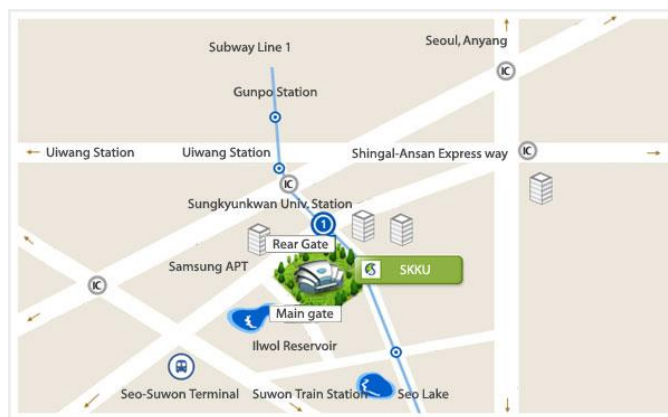 Subway Line 1
Seoul, Anyang
IC
Gunpo Station
Uiwang Station
Uiwang Station
Shingal-Ansan Express way
IC
IC
Sungkyunkwan Univ. Station
1
Rear Gate
Samsung APT
SKKU
IC
Main gate
Ilwol Reservoir
Seo-Suwon Terminal
Suwon Train Station
Seo Lake